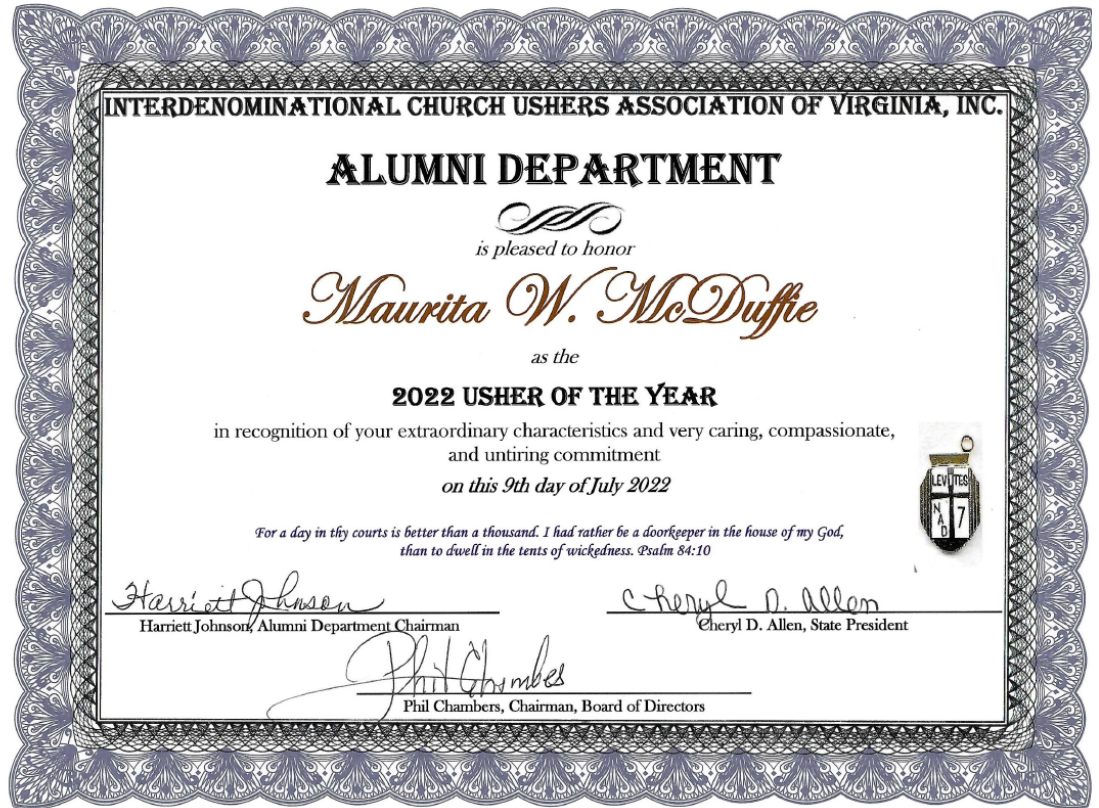 INTERDENOMINATIONAL CHURCH USHERS ASSOCIATION OF VIRGINIA, INC.
ALUMNI DEPARTMENT
is pleased to honor
Maurita W. McDuffie
as the
2022 USHER OF THE YEAR
in recognition of your extraordinary characteristics and very caring, compassionate,
and untiring commitment
on this 9th day of July 2022
LEVITES
NAD 7
For a day in thy courts is better than a thousand. I had rather be a doorkeeper in the house of my God,
than to dwell in the tents of wickedness. Psalm 84:10
Harriett Johnson
Cheryl D. Allen
Harriett Johnson, Alumni Department Chairman
Cheryl D. Allen, State President
Phil Chambers
Phil Chambers, Chairman, Board of Directors